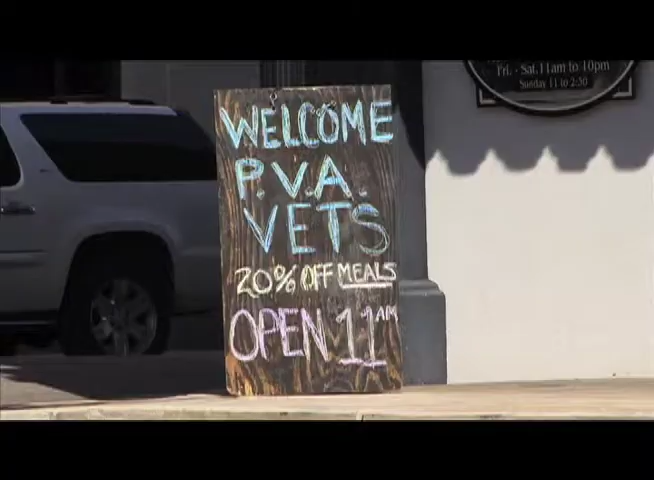 Fri. - Sat. 11am to 10pm
Sunday 11 to 2:30
WELCOME
P.V.A.
VETS
20% OFF MEALS
OPEN 11AM